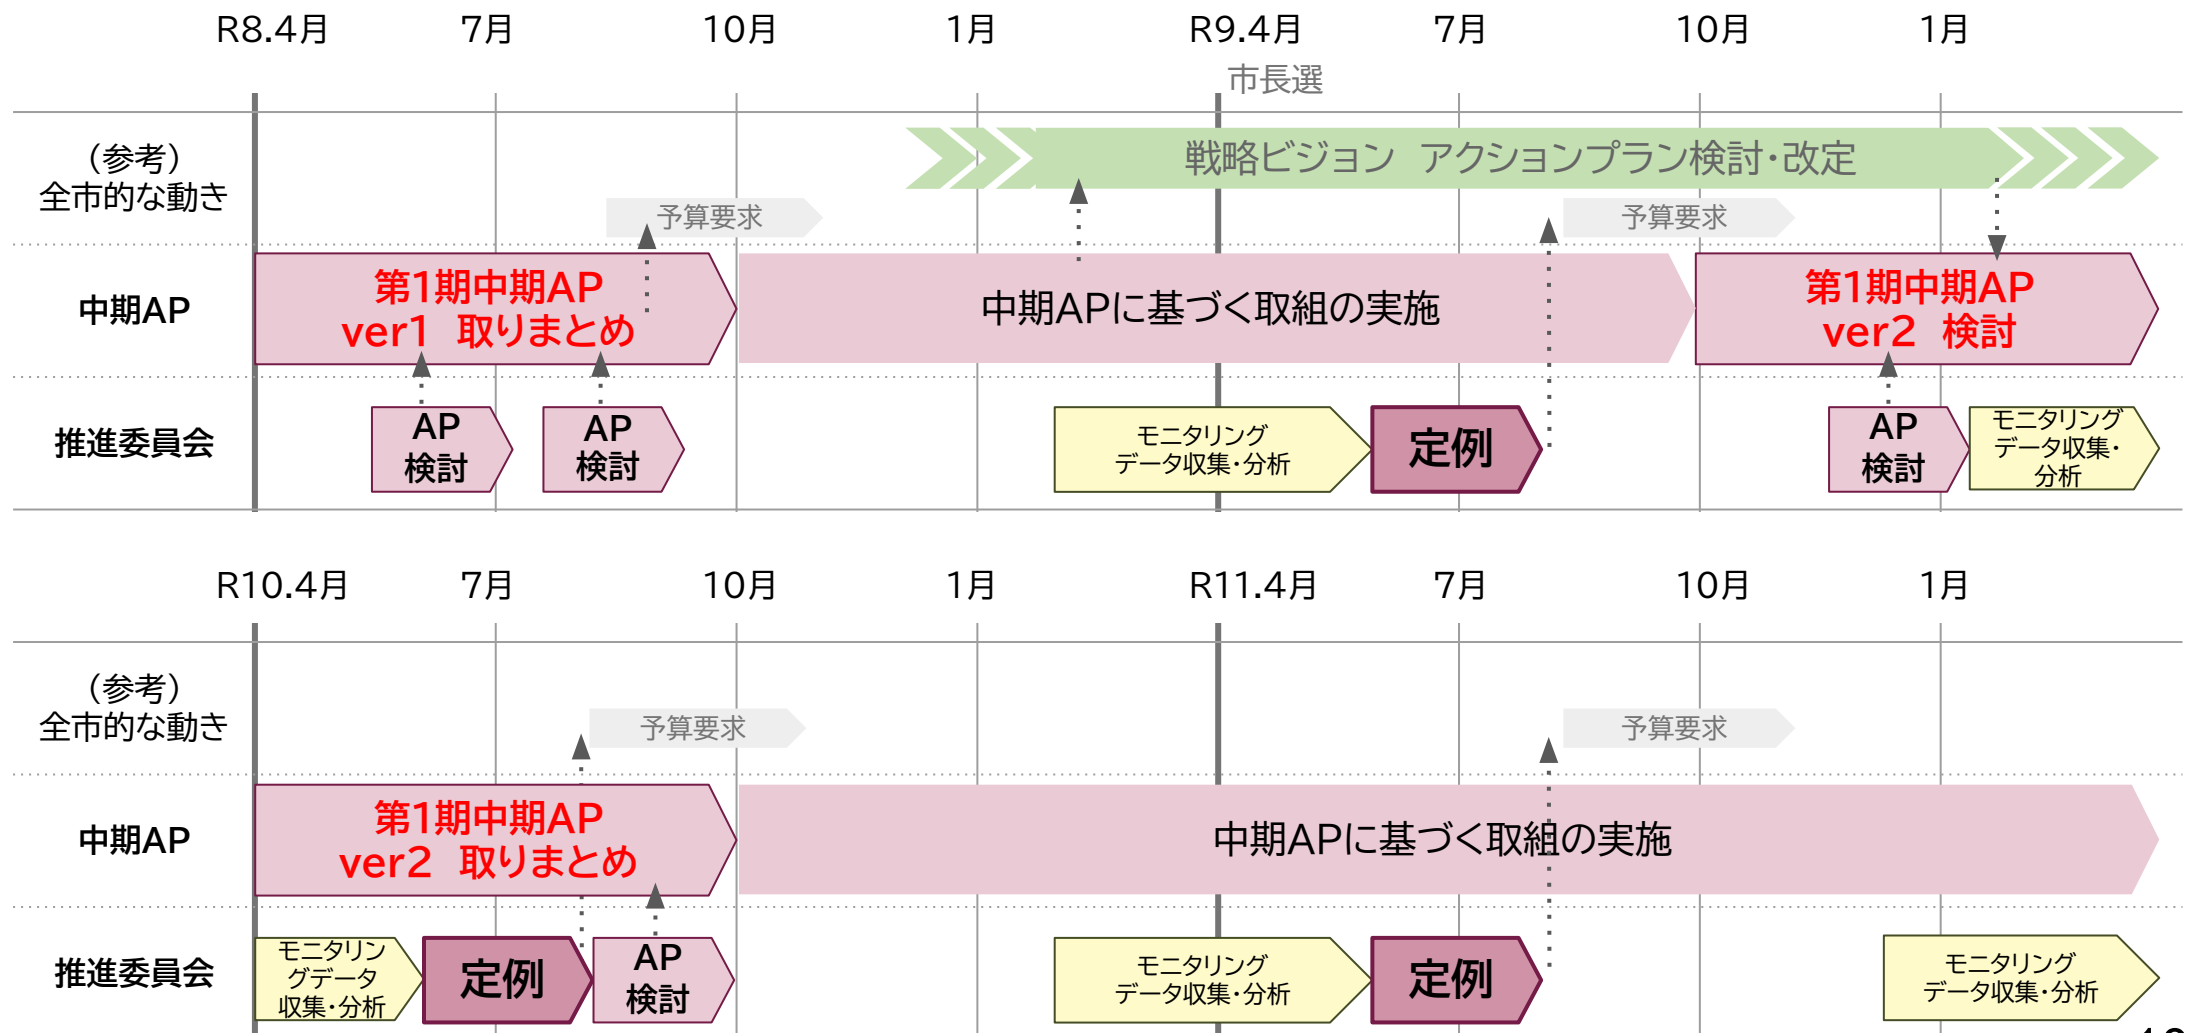 R8.4月 7月 10月 1月 R9.4月 7月 10月 1月
市長選
（参考）
全市的な動き
戦略ビジョン アクションプラン検討・改定
予算要求
予算要求
中期AP
第1期中期AP
ver1 取りまとめ
中期APに基づく取組の実施
第1期中期AP
ver2 検討
推進委員会
AP
検討
AP
検討
モニタリング
データ収集・分析
定例
AP
検討
モニタリング
データ収集・
分析
R10.4月 7月 10月 1月 R11.4月 7月 10月 1月
（参考）
全市的な動き
予算要求
予算要求
中期AP
第1期中期AP
ver2 取りまとめ
中期APに基づく取組の実施
推進委員会
モニタリン
グデータ
収集・分析
定例
AP
検討
モニタリング
データ収集・分析
定例
モニタリング
データ収集・分析